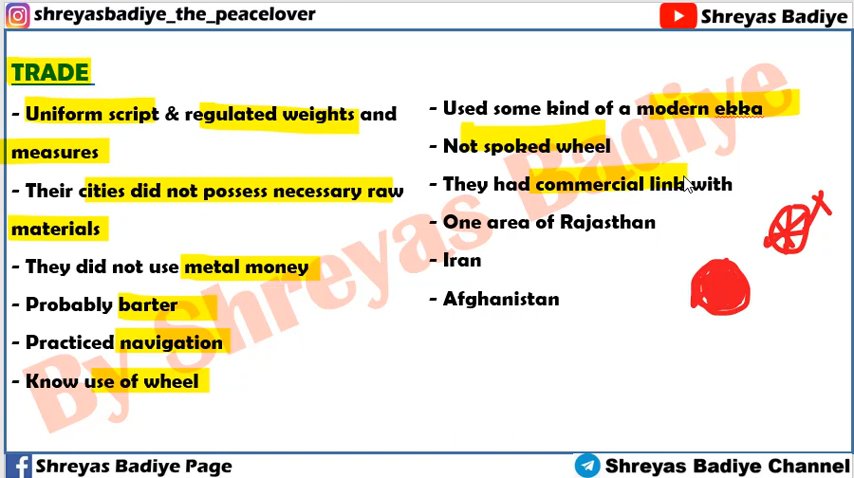 shreyasbadiye_the_peacelover
Shreyas Badiye
TRADE
- Uniform script & regulated weights and
measures
- Their cities did not possess necessary raw
materials
- They did not use metal money
- Probably barter
- Practiced navigation
- Know use of wheel
- Used some kind of a modern ekka
- Not spoked wheel
- They had commercial link with
- One area of Rajasthan
- Iran
- Afghanistan
By Shreyas Badiye
Shreyas Badiye Page
Shreyas Badiye Channel